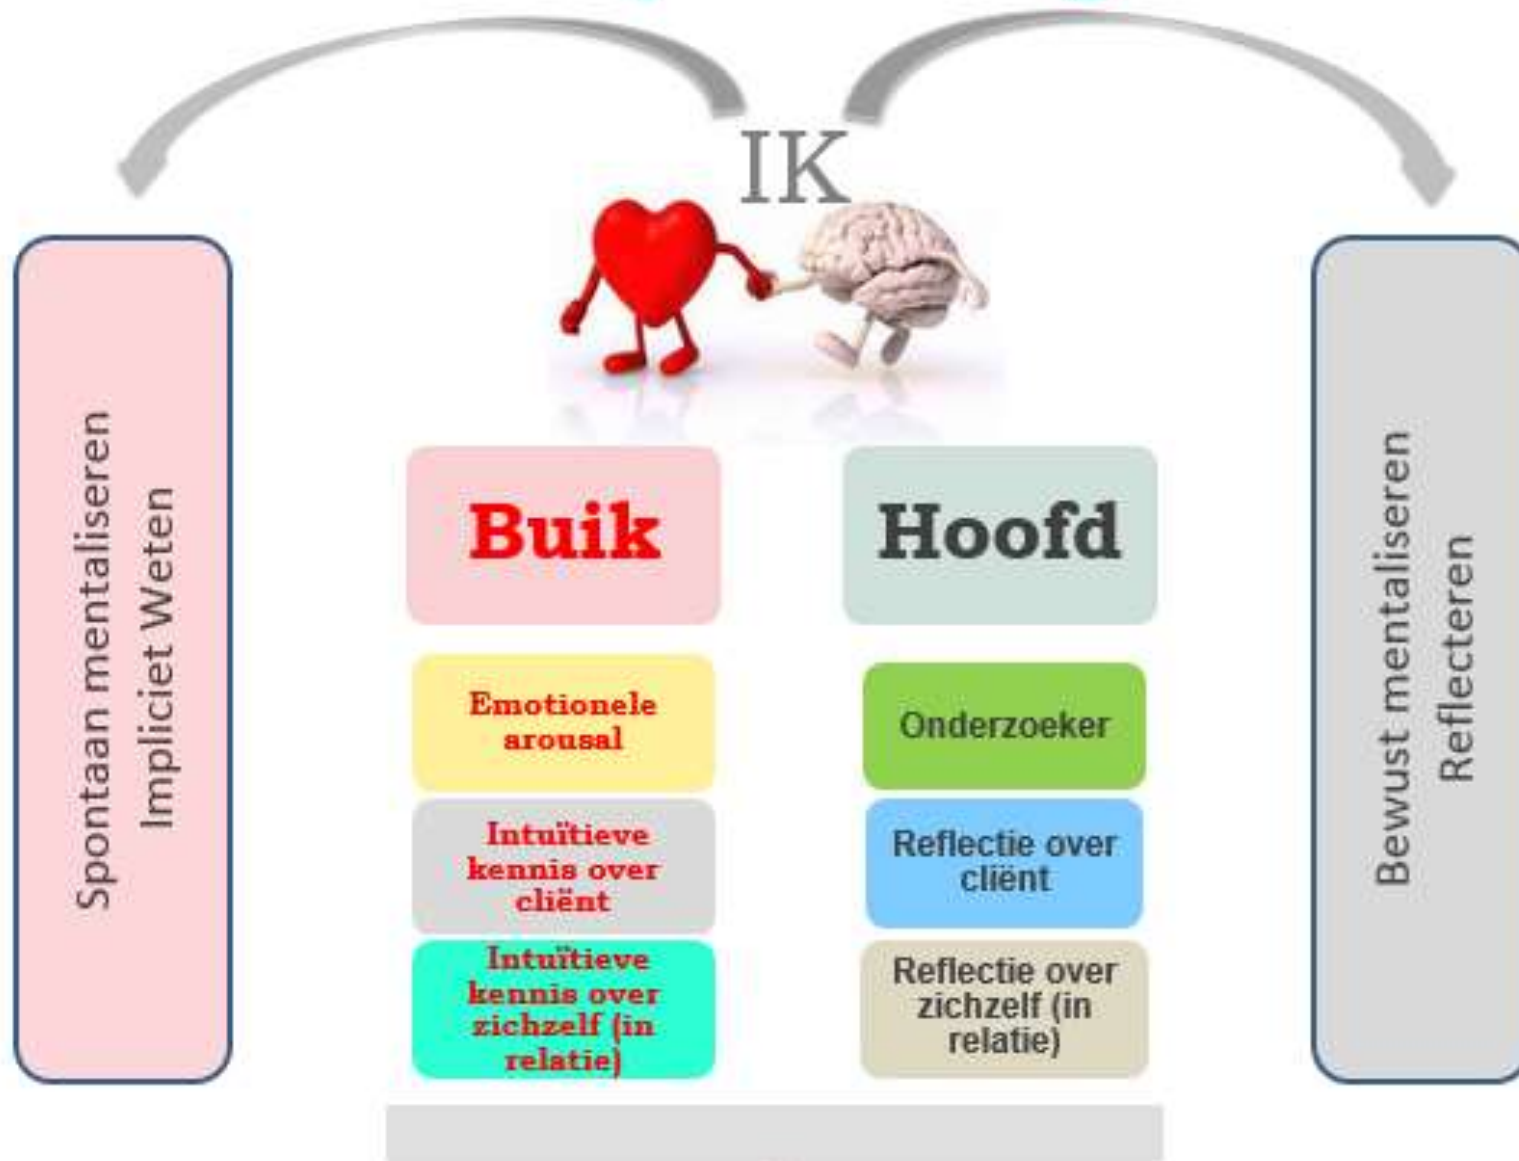 IK
Spontaan mentaliseren
Impliciet Weten
Buik
Emotionele
arousal
Intuïtieve
kennis over
cliënt
Intuïtieve
kennis over
zichzelf (in
relatie)
Hoofd
Onderzoeker
Reflectie over
cliënt
Reflectie over
zichzelf (in
relatie)
Bewust mentaliseren
Reflecteren